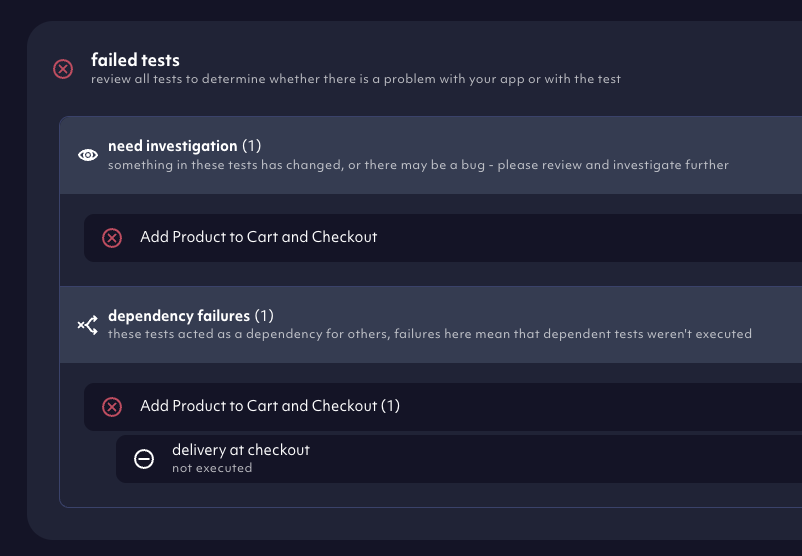 failed tests
review all tests to determine whether there is a problem with your app or with the test
need investigation (1)
something in these tests has changed, or there may be a bug - please review and investigate further
Add Product to Cart and Checkout
dependency failures (1)
these tests acted as a dependency for others, failures here mean that dependent tests weren't executed
Add Product to Cart and Checkout (1)
delivery at checkout
not executed